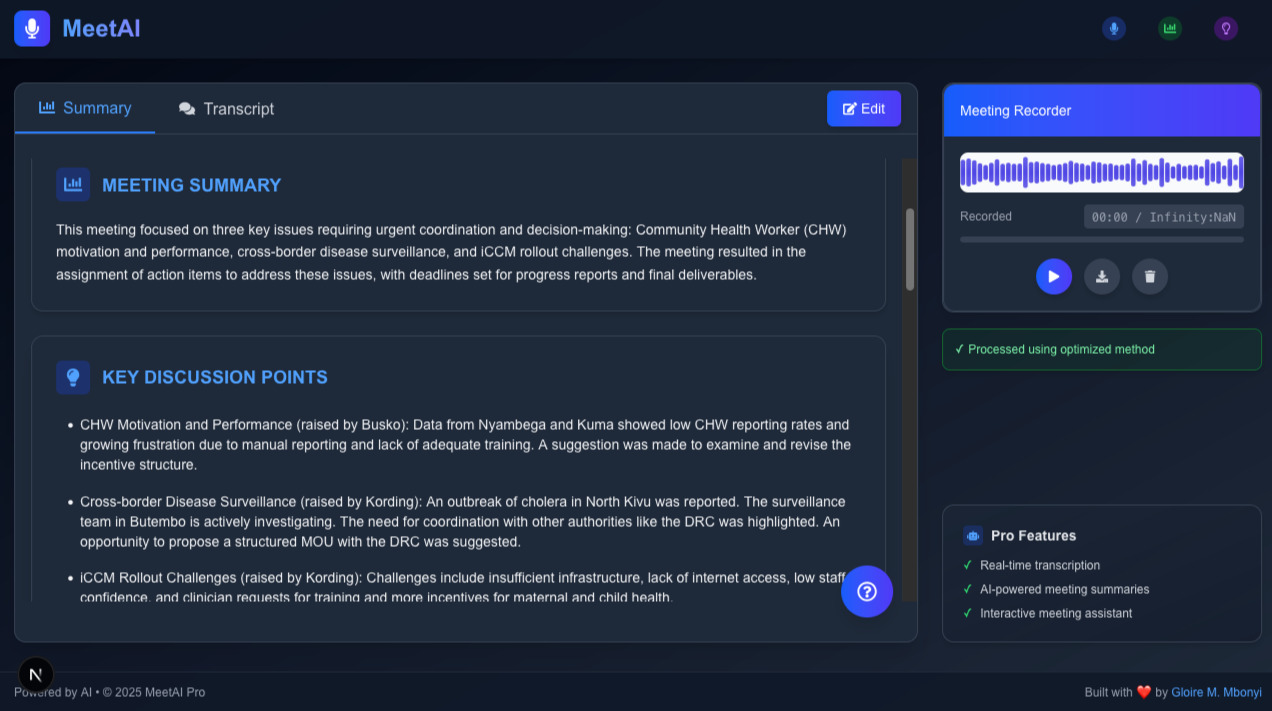 MeetAI
Summary
Transcript
Edit
MEETING SUMMARY
This meeting focused on three key issues requiring urgent coordination and decision-making: Community Health Worker (CHW)
motivation and performance, cross-border disease surveillance, and iCCM rollout challenges. The meeting resulted in the
assignment of action items to address these issues, with deadlines set for progress reports and final deliverables.
KEY DISCUSSION POINTS
• CHW Motivation and Performance (raised by Busko): Data from Nyambega and Kuma showed low CHW reporting rates and
growing frustration due to manual reporting and lack of adequate training. A suggestion was made to examine and revise the
incentive structure.
• Cross-border Disease Surveillance (raised by Kording): An outbreak of cholera in North Kivu was reported. The surveillance
team in Butembo is actively investigating. The need for coordination with other authorities like the DRC was highlighted. An
opportunity to propose a structured MOU with the DRC was suggested.
• iCCM Rollout Challenges (raised by Kording): Challenges include insufficient infrastructure, lack of internet access, low staff
confidence, and clinician requests for training and more incentives for maternal and child health.
Meeting Recorder
Recorded
00:00 / Infinity:NaN
✓ Processed using optimized method
Pro Features
✓ Real-time transcription
✓ AI-powered meeting summaries
✓ Interactive meeting assistant
N
Powered by AI • © 2025 MeetAI Pro
Built with ❤️ by Gloire M. Mbonyi